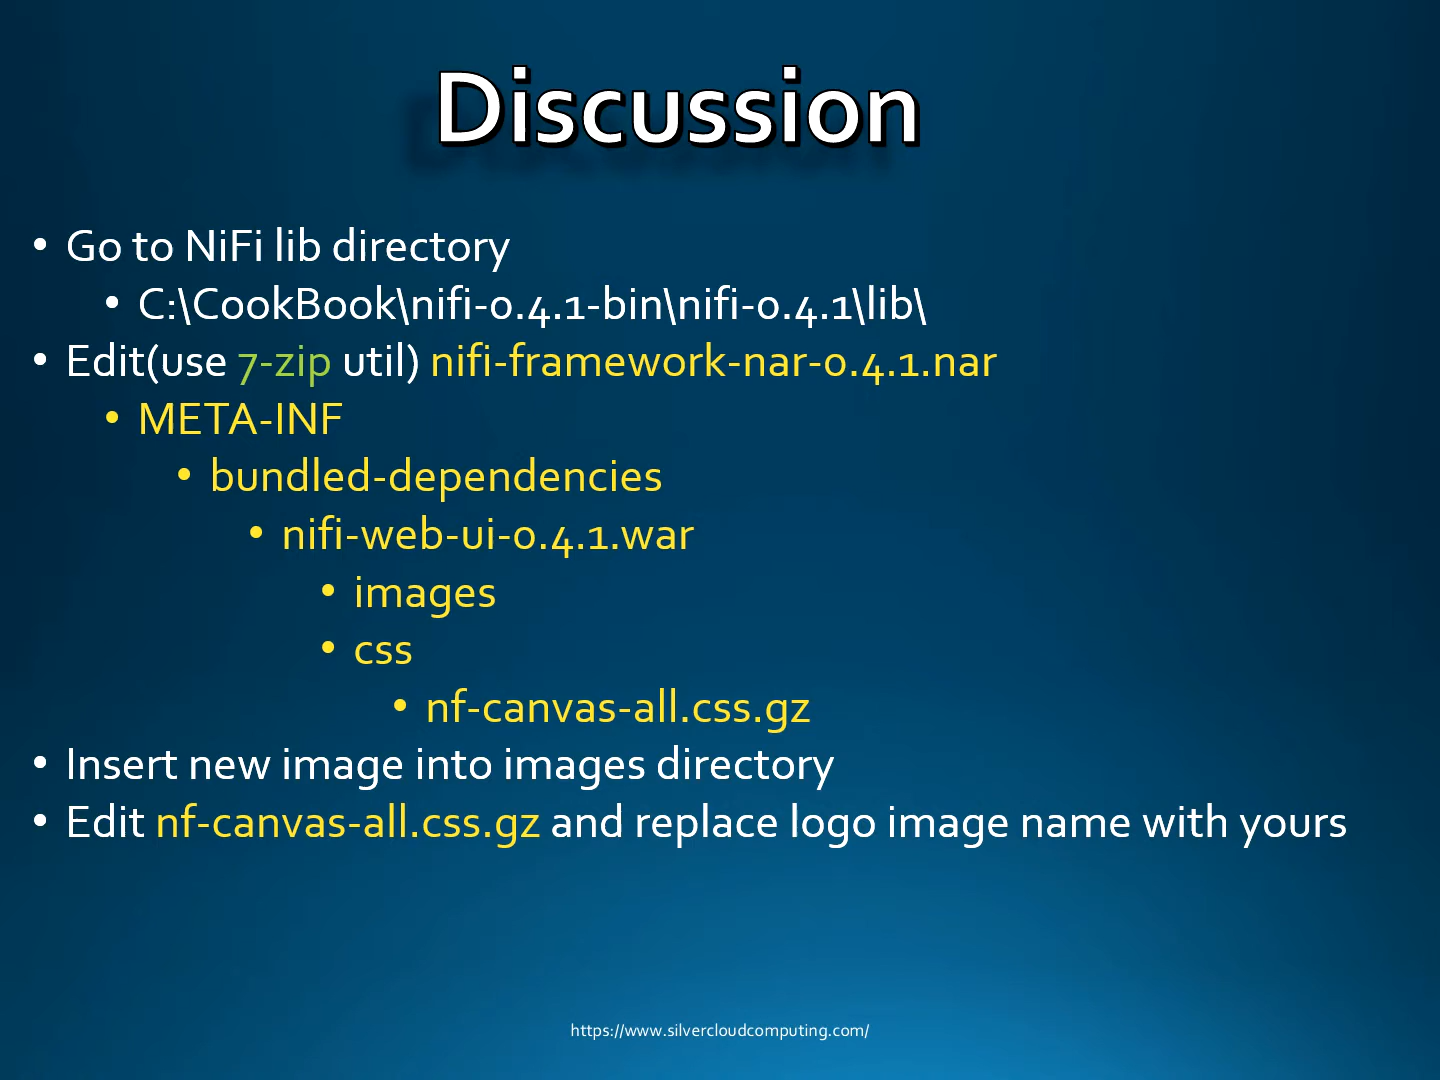 Discussion
• Go to NiFi lib directory
• C:\CookBook\nifi-0.4.1-bin\nifi-0.4.1\lib\
• Edit(use 7-zip util) nifi-framework-nar-0.4.1.nar
• META-INF
• bundled-dependencies
• nifi-web-ui-0.4.1.war
• images
• css
• nf-canvas-all.css.gz
• Insert new image into images directory
• Edit nf-canvas-all.css.gz and replace logo image name with yours
https://www.silvercloudcomputing.com/